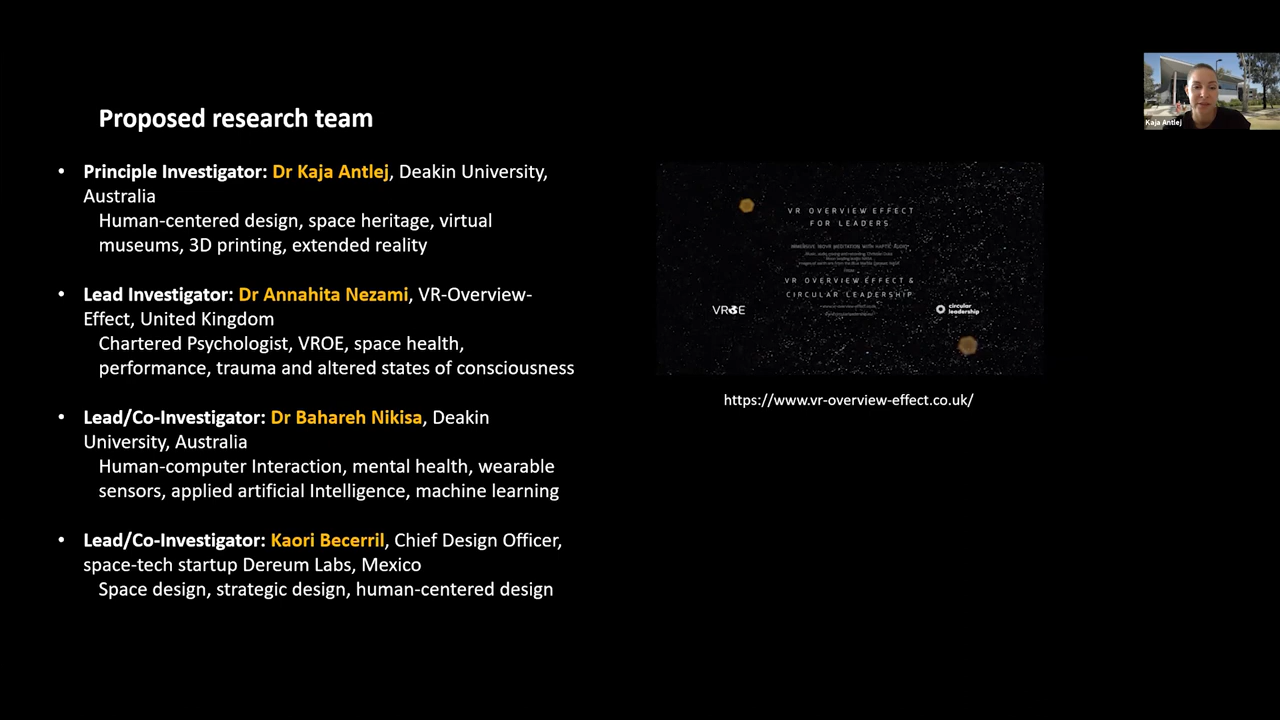 Proposed research team
• Principle Investigator: Dr Kaja Antlej, Deakin University,
Australia
Human-centered design, space heritage, virtual
museums, 3D printing, extended reality
• Lead Investigator: Dr Annahita Nezami, VR-Overview-
Effect, United Kingdom
Chartered Psychologist, VROE, space health,
performance, trauma and altered states of consciousness
• Lead/Co-Investigator: Dr Bahareh Nikisa, Deakin
University, Australia
Human-computer Interaction, mental health, wearable
sensors, applied artificial Intelligence, machine learning
• Lead/Co-Investigator: Kaori Becerril, Chief Design Officer,
space-tech startup Dereum Labs, Mexico
Space design, strategic design, human-centered design
VR OVERVIEW EFFECT
FOR LEADERS
VR OVERVIEW EFFECT &
CIRCULAR LEADERSHIP
VROE
circular
leadership
https://www.vr-overview-effect.co.uk/
Kaja Antlej